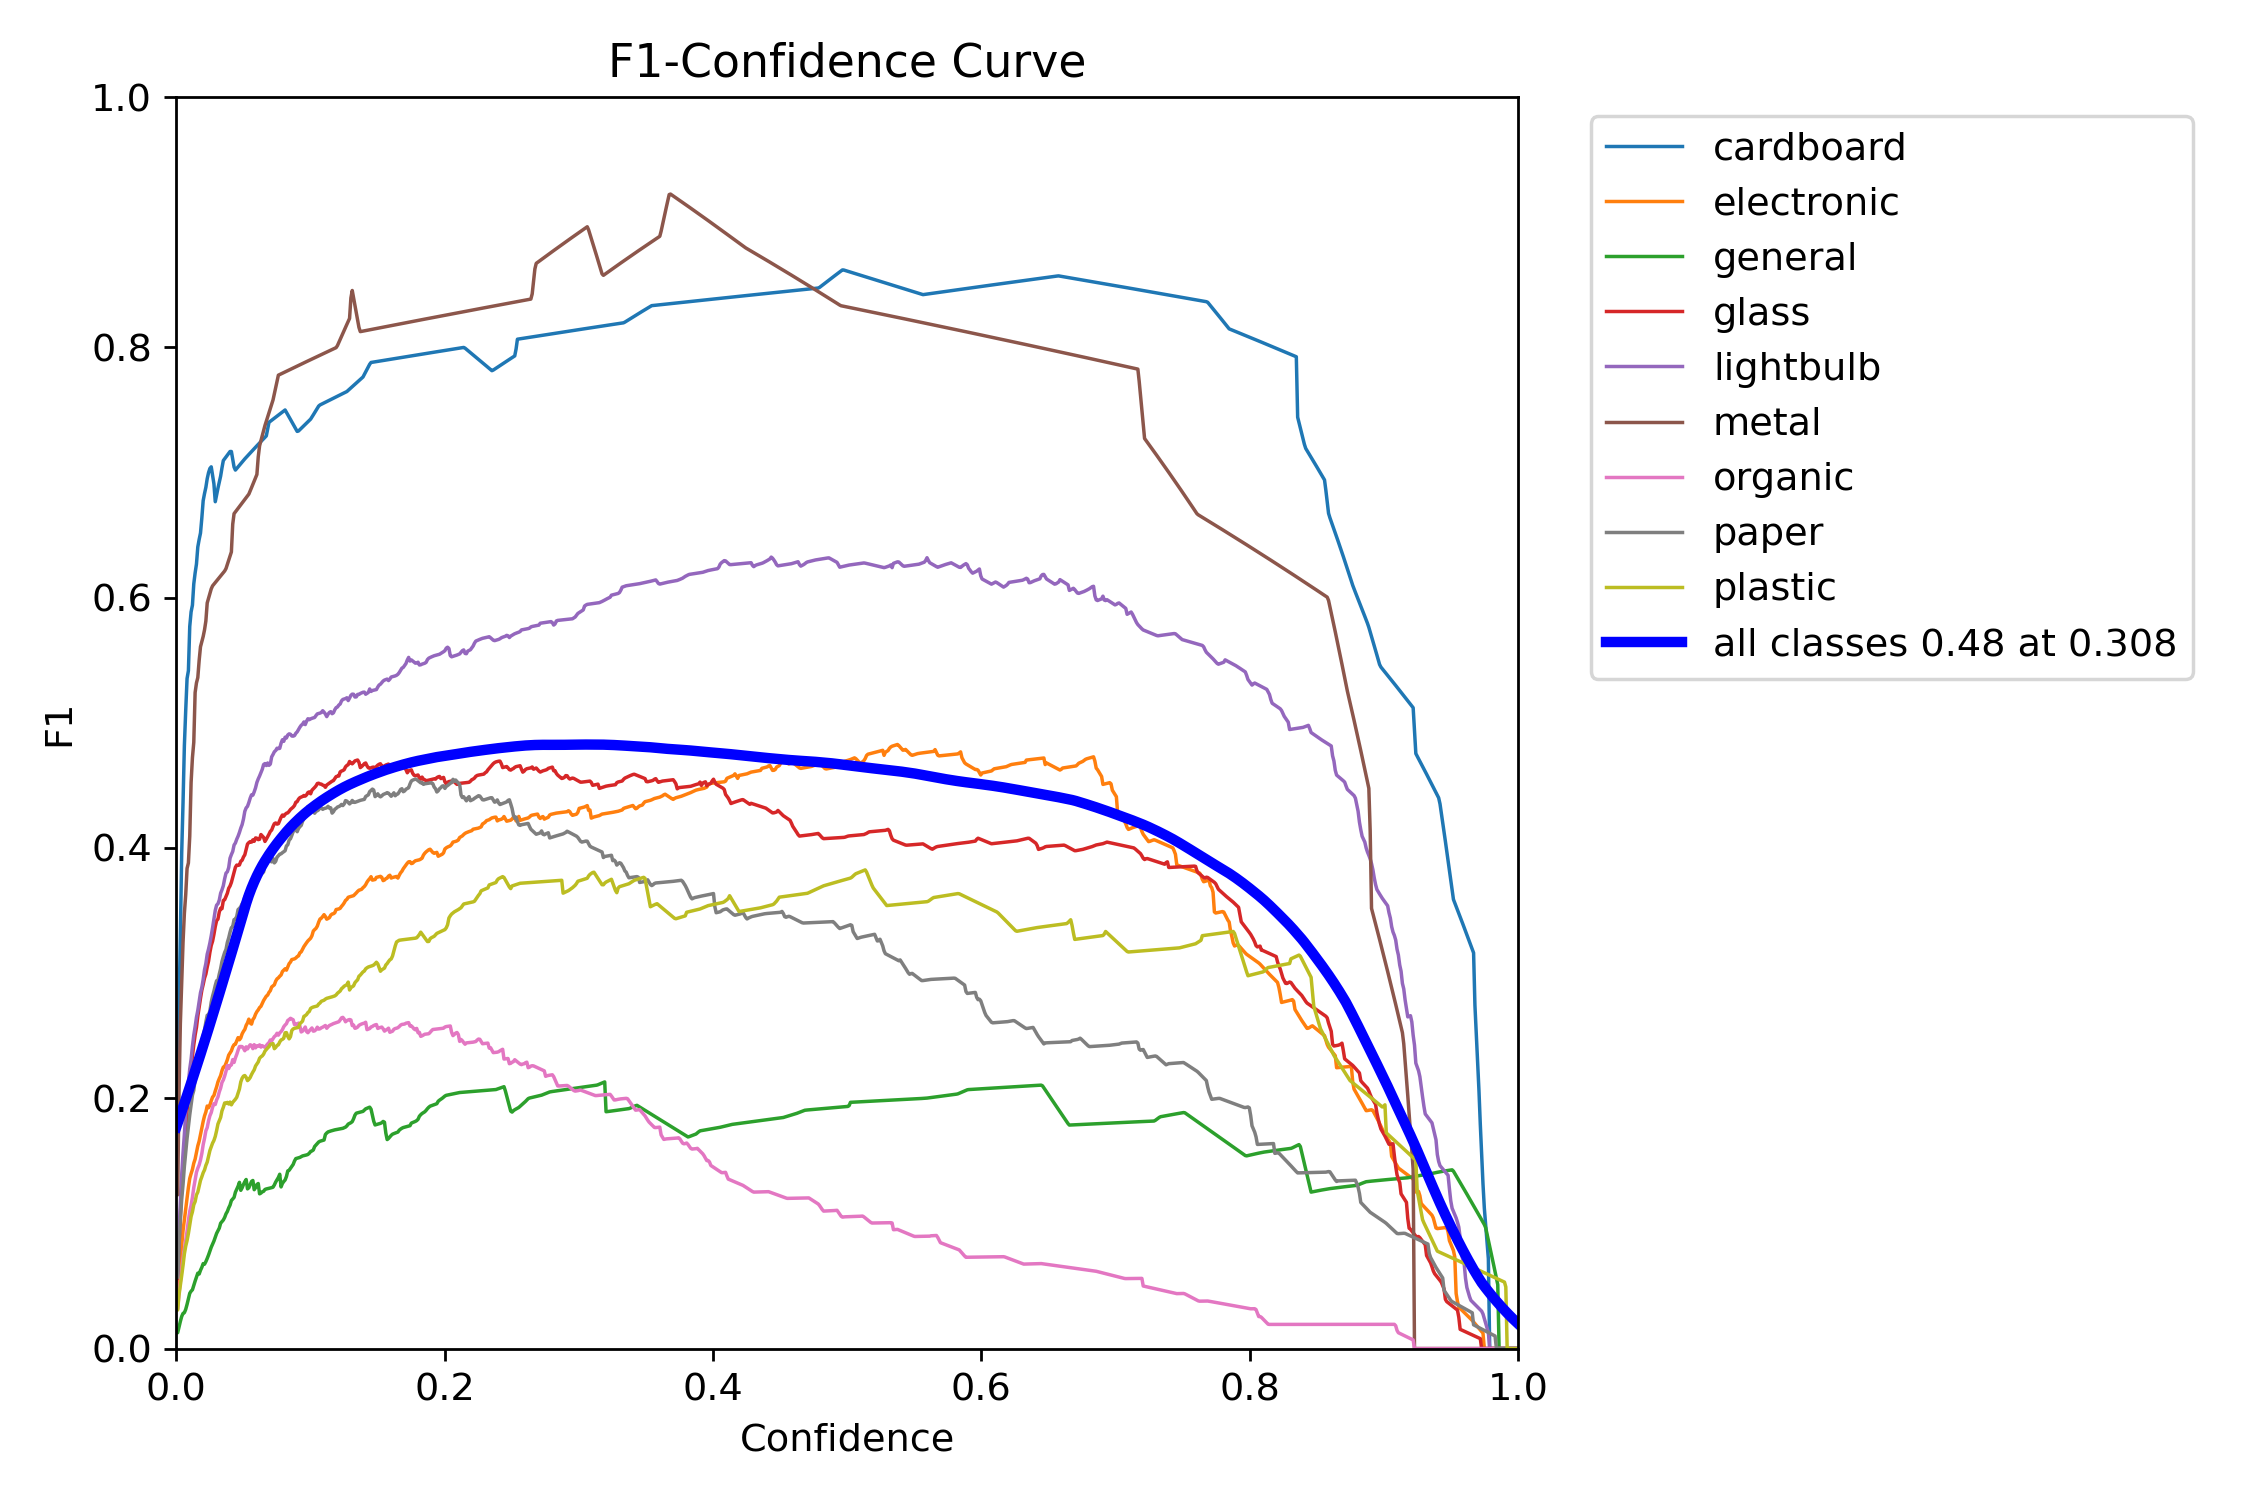 F1-Confidence Curve
1.0
0.8
0.6
0.4
0.2
0.0
F1
0.0 0.2 0.4 0.6 0.8 1.0
Confidence
cardboard
electronic
general
glass
lightbulb
metal
organic
paper
plastic
all classes 0.48 at 0.308